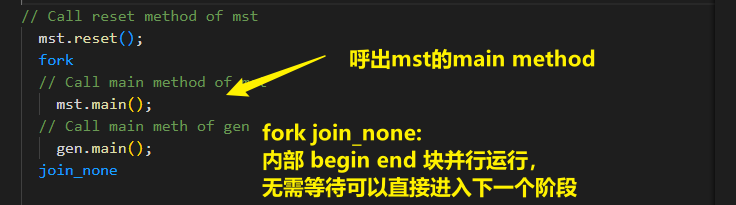 // Call reset method of mst
mst.reset();
fork
// Call main method of mst
mst.main();
// Call main meth of gen
gen.main();
join_none
呼出mst的main method
fork join_none:
内部 begin end 块并行运行，
无需等待可以直接进入下一个阶段